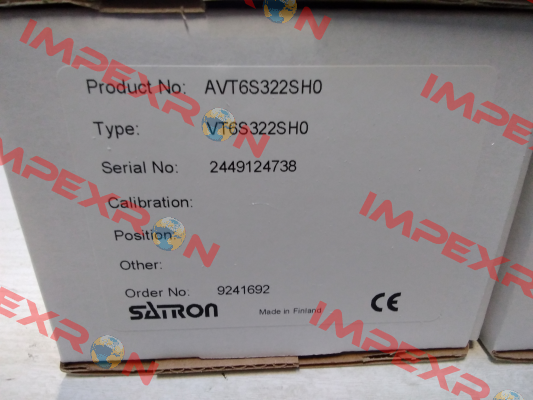 Product No: AVT6S322SH0
Type: VT6S322SH0
Serial No: 2449124738
Calibration:
Position:
Other:
Order No: 9241692
SATRON Made in Finland CE
IMPEXRON
IMPEXRON
IMPEXRON
IMPEXRON
IMPEXRON